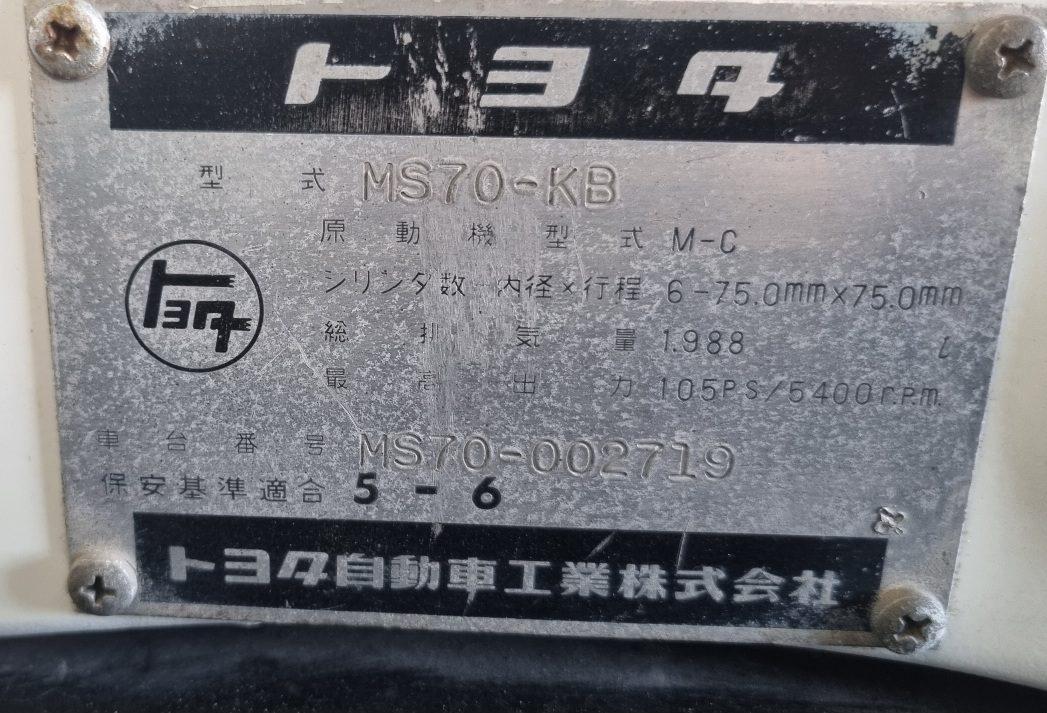 トヨタ
型式 MS70-KB
原動機型式 M-C
シリンダ数 内径×行程 6-75.0mm×75.0mm
トヨタ
総排気量 1.988 ℓ
最高出力 105PS/5400r.p.m.
車台番号 MS70-002719
保安基準適合 5-6
トヨタ自動車工業株式会社